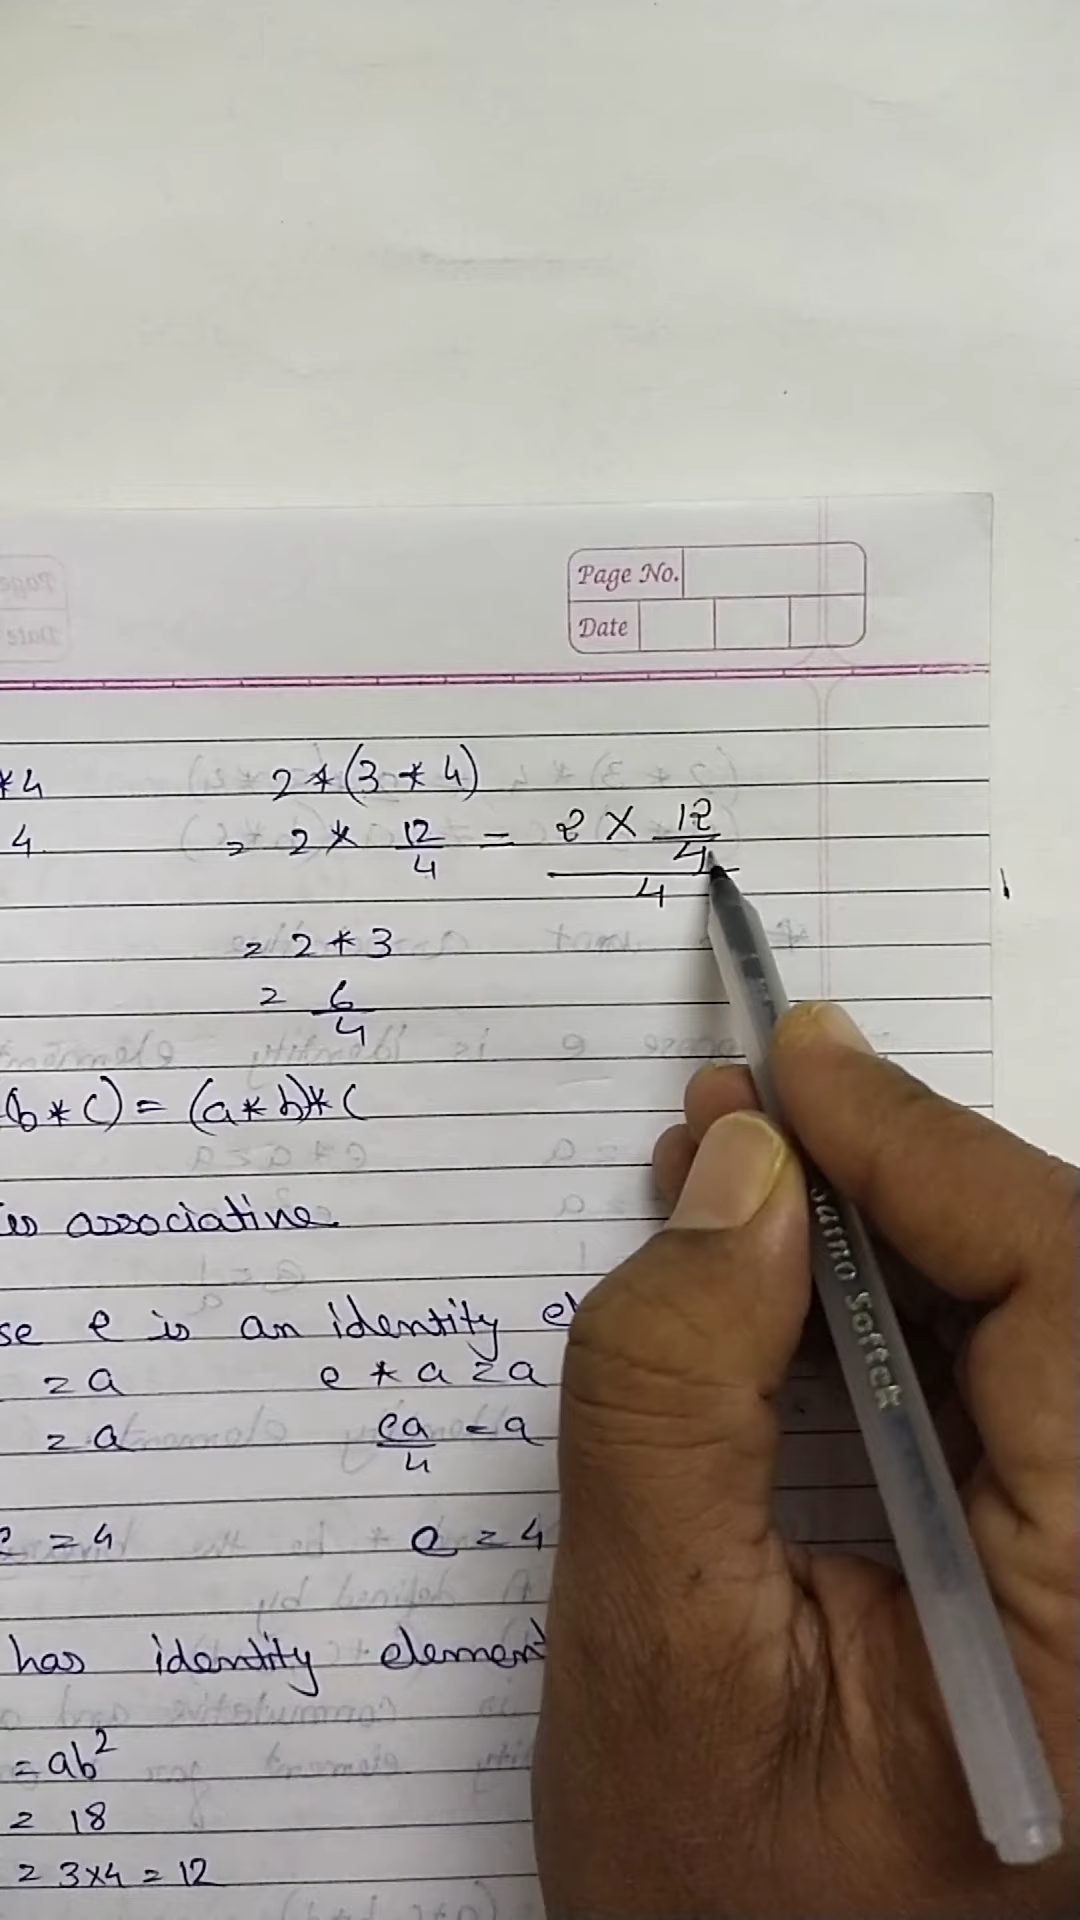 Page No.
Date
*4 2*(3*4)
4. = 2 * 12/4 = (2 × 12/4)/4
= 2 * 3
= 6/4
(b*c) = (a*b)*c
is associative.
se e is an identity el
= a e * a = a
= a ea/4 = a
e = 4 e = 4
has identity element
= ab²
= 18
= 3×4 = 12
Saino Softek